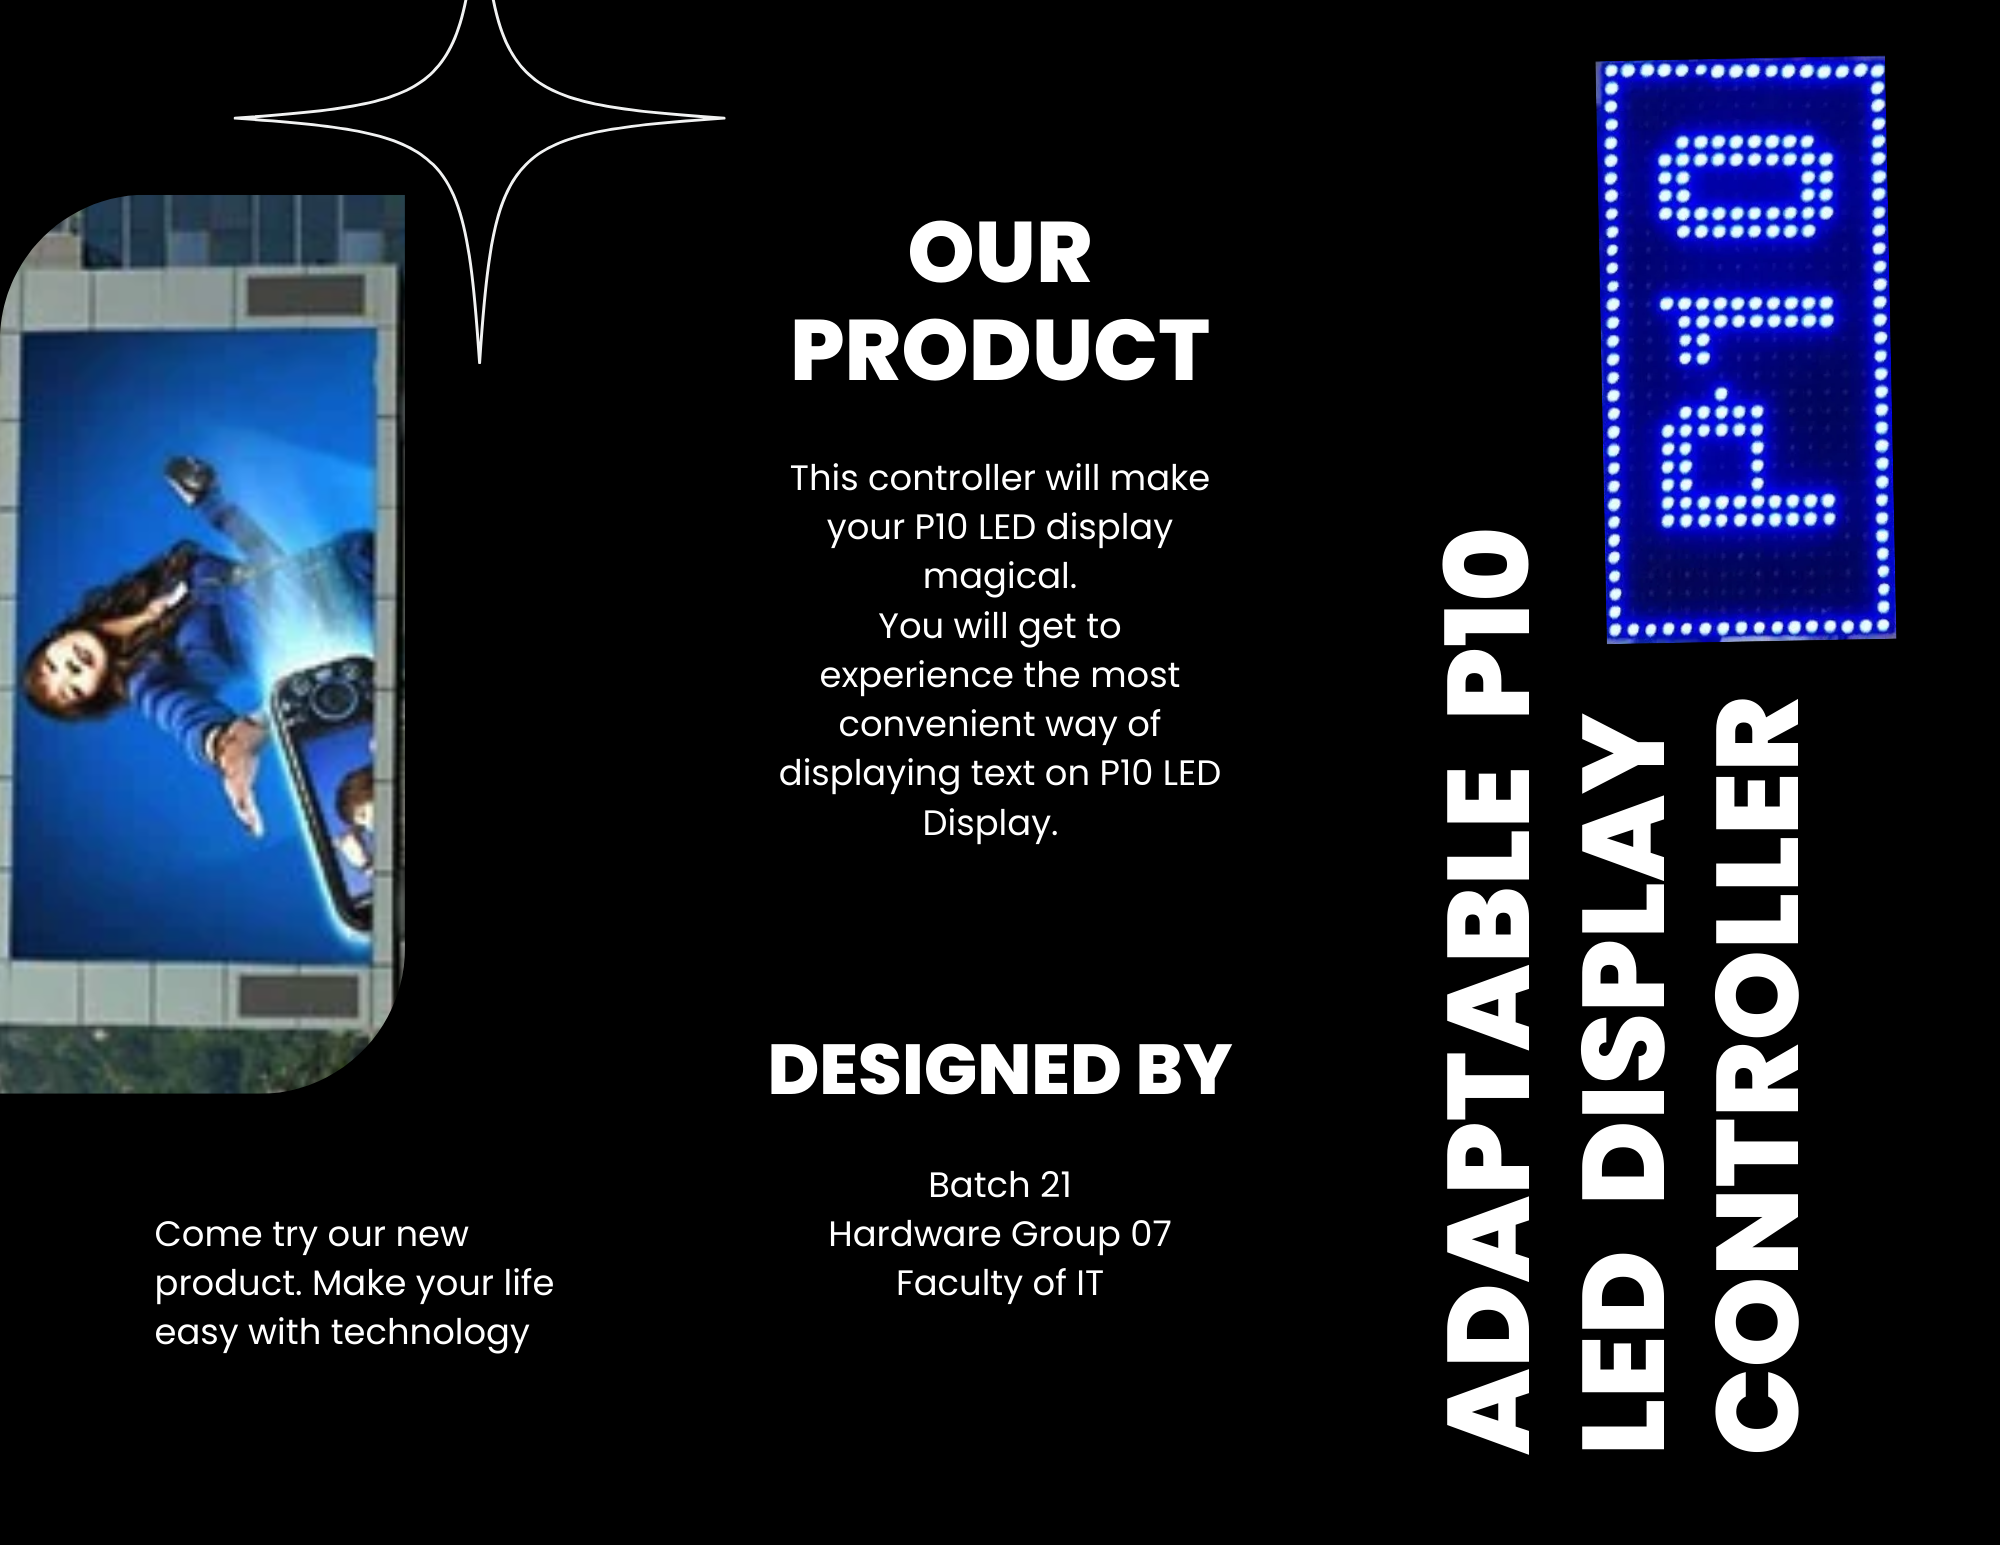 Come try our new
product. Make your life
easy with technology
OUR
PRODUCT
This controller will make
your P10 LED display
magical.
You will get to
experience the most
convenient way of
displaying text on P10 LED
Display.
DESIGNED BY
Batch 21
Hardware Group 07
Faculty of IT
P10
ADAPTABLE P10
LED DISPLAY
CONTROLLER